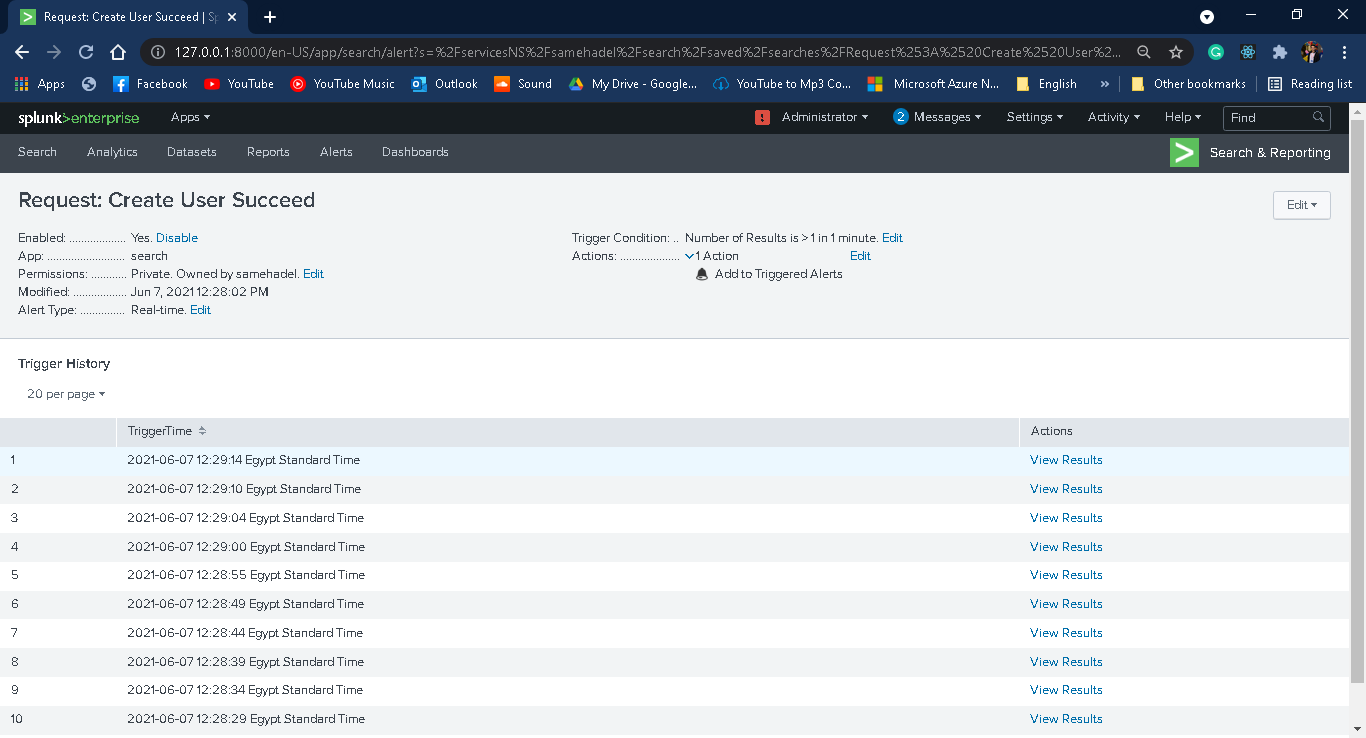 Request: Create User Succeed | Sp
127.0.0.1:8000/en-US/app/search/alert?s=%2FservicesNS%2Fsamehadel%2Fsearch%2Fsaved%2Fsearches%2FRequest%253A%2520Create%2520User%2...
Apps Facebook YouTube YouTube Music Outlook Sound My Drive - Google... YouTube to Mp3 Co... Microsoft Azure N... English » Other bookmarks Reading list
splunk>enterprise Apps ! Administrator 2 Messages Settings Activity Help Find
Search Analytics Datasets Reports Alerts Dashboards > Search & Reporting
Request: Create User Succeed
Edit
Enabled: ................... Yes. Disable
Trigger Condition: .. Number of Results is > 1 in 1 minute. Edit
App: .......................... search
Actions: .................... 1 Action Edit
Permissions: ............ Private. Owned by samehadel. Edit
Add to Triggered Alerts
Modified: .................. Jun 7, 2021 12:28:02 PM
Alert Type: ............... Real-time. Edit
Trigger History
20 per page
TriggerTime Actions
1 2021-06-07 12:29:14 Egypt Standard Time View Results
2 2021-06-07 12:29:10 Egypt Standard Time View Results
3 2021-06-07 12:29:04 Egypt Standard Time View Results
4 2021-06-07 12:29:00 Egypt Standard Time View Results
5 2021-06-07 12:28:55 Egypt Standard Time View Results
6 2021-06-07 12:28:49 Egypt Standard Time View Results
7 2021-06-07 12:28:44 Egypt Standard Time View Results
8 2021-06-07 12:28:39 Egypt Standard Time View Results
9 2021-06-07 12:28:34 Egypt Standard Time View Results
10 2021-06-07 12:28:29 Egypt Standard Time View Results